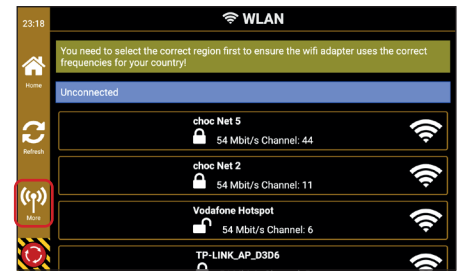 23:18
WLAN
You need to select the correct region first to ensure the wifi adapter uses the correct
frequencies for your country!
Home
Unconnected
choc Net 5
54 Mbit/s Channel: 44
Refresh
choc Net 2
54 Mbit/s Channel: 11
More
Vodafone Hotspot
54 Mbit/s Channel: 6
TP-LINK_AP_D3D6